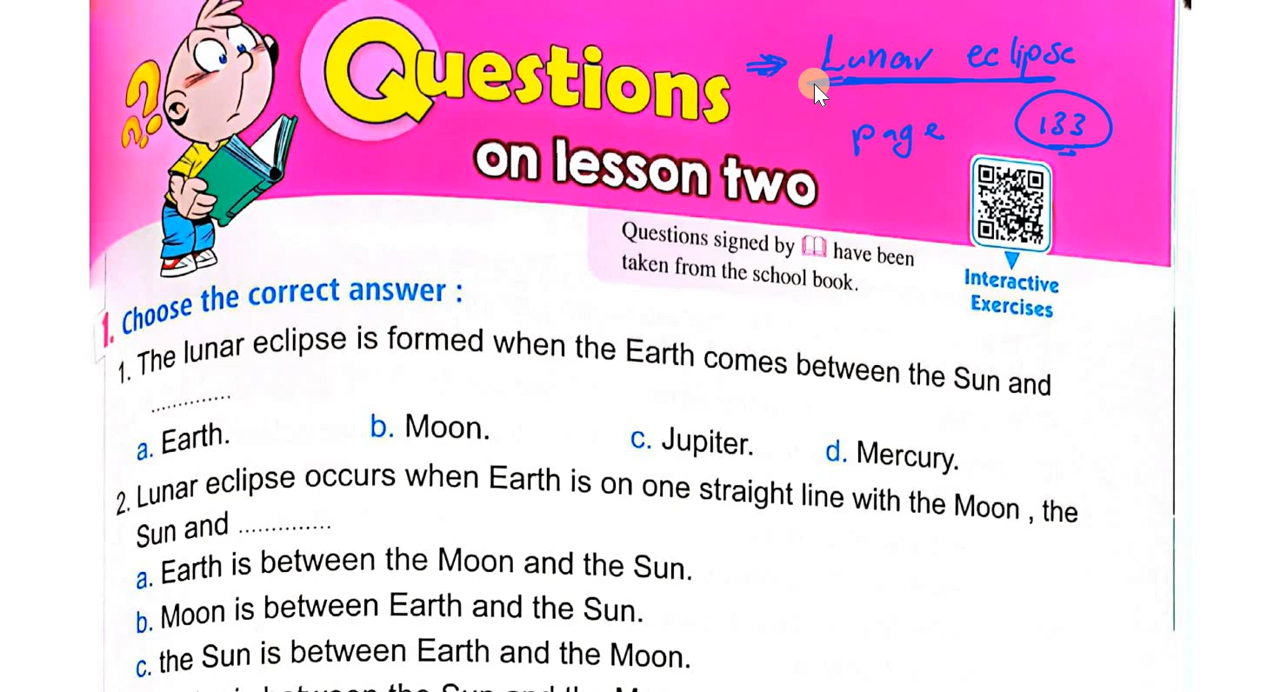 ??
?
Questions
on lesson two
⇒ Lunar eclipse
page 133
Questions signed by have been
taken from the school book.
Interactive
Exercises
1. Choose the correct answer :
1. The lunar eclipse is formed when the Earth comes between the Sun and
..............
a. Earth. b. Moon. c. Jupiter. d. Mercury.
2. Lunar eclipse occurs when Earth is on one straight line with the Moon , the
Sun and ..............
a. Earth is between the Moon and the Sun.
b. Moon is between Earth and the Sun.
c. the Sun is between Earth and the Moon.